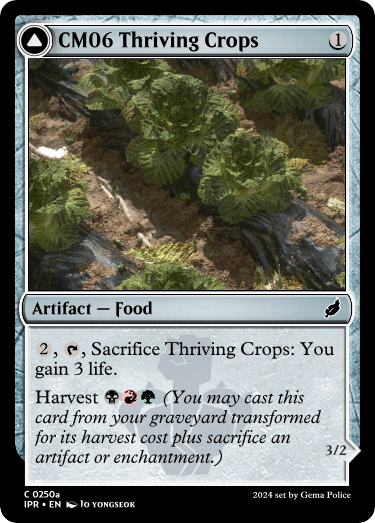 CM06 Thriving Crops 1
Artifact — Food
2, , Sacrifice Thriving Crops: You
gain 3 life.
Harvest (You may cast this
card from your graveyard transformed
for its harvest cost plus sacrifice an
artifact or enchantment.)
3/2
C 0250a
IPR • EN JO YONGSEOK
2024 set by Gema Police